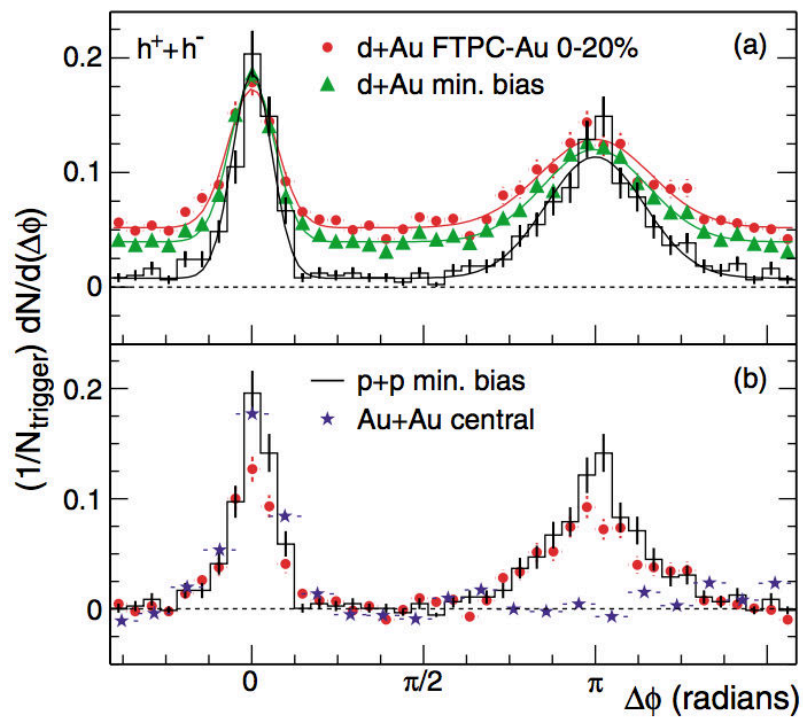 h⁺+h⁻
d+Au FTPC-Au 0-20%
(a)
d+Au min. bias
0.2
0.1
0
(1/N_trigger) dN/d(Δϕ)
p+p min. bias
(b)
Au+Au central
0.2
0.1
0
0
π/2
π
Δϕ (radians)